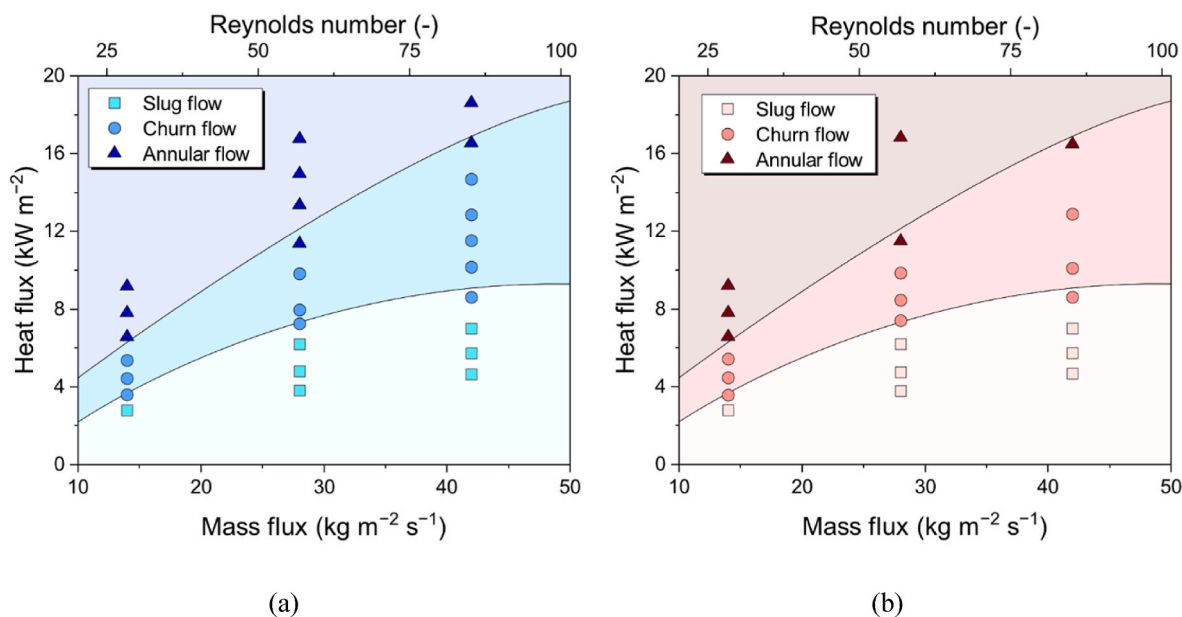 Reynolds number (-)
25 50 75 100
20
16
12
8
4
0
Heat flux (kW m⁻²)
Slug flow
Churn flow
Annular flow
10 20 30 40 50
Mass flux (kg m⁻² s⁻¹)
(a)
Reynolds number (-)
25 50 75 100
20
16
12
8
4
0
Heat flux (kW m⁻²)
Slug flow
Churn flow
Annular flow
10 20 30 40 50
Mass flux (kg m⁻² s⁻¹)
(b)